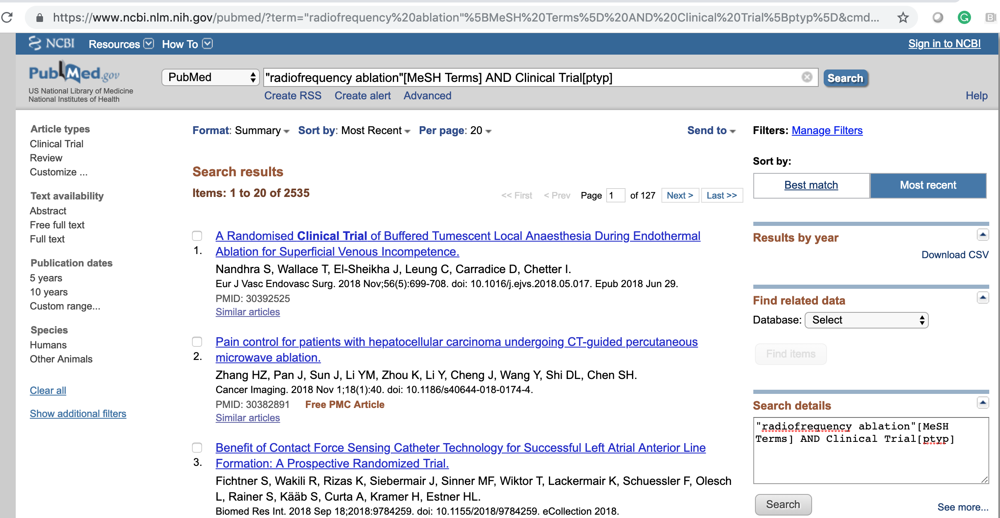 https://www.ncbi.nlm.nih.gov/pubmed/?term="radiofrequency%20ablation"%5BMeSH%20Terms%5D%20AND%20Clinical%20Trial%5Bptyp%5D&cmd...
NCBI Resources How To Sign in to NCBI
PubMed.gov
US National Library of Medicine
National Institutes of Health
PubMed "radiofrequency ablation"[MeSH Terms] AND Clinical Trial[ptyp] Search
Create RSS Create alert Advanced Help
Article types
Clinical Trial
Review
Customize ...
Text availability
Abstract
Free full text
Full text
Publication dates
5 years
10 years
Custom range...
Species
Humans
Other Animals
Clear all
Show additional filters
Format: Summary Sort by: Most Recent Per page: 20 Send to
Search results
Items: 1 to 20 of 2535
<< First < Prev Page 1 of 127 Next > Last >>
A Randomised Clinical Trial of Buffered Tumescent Local Anaesthesia During Endothermal
1. Ablation for Superficial Venous Incompetence.
Nandhra S, Wallace T, El-Sheikha J, Leung C, Carradice D, Chetter I.
Eur J Vasc Endovasc Surg. 2018 Nov;56(5):699-708. doi: 10.1016/j.ejvs.2018.05.017. Epub 2018 Jun 29.
PMID: 30392525
Similar articles
Pain control for patients with hepatocellular carcinoma undergoing CT-guided percutaneous
2. microwave ablation.
Zhang HZ, Pan J, Sun J, Li YM, Zhou K, Li Y, Cheng J, Wang Y, Shi DL, Chen SH.
Cancer Imaging. 2018 Nov 1;18(1):40. doi: 10.1186/s40644-018-0174-4.
PMID: 30382891 Free PMC Article
Similar articles
Benefit of Contact Force Sensing Catheter Technology for Successful Left Atrial Anterior Line
3. Formation: A Prospective Randomized Trial.
Fichtner S, Wakili R, Rizas K, Siebermair J, Sinner MF, Wiktor T, Lackermair K, Schuessler F, Olesch
L, Rainer S, Kääb S, Curta A, Kramer H, Estner HL.
Biomed Res Int. 2018 Sep 18;2018:9784259. doi: 10.1155/2018/9784259. eCollection 2018.
Filters: Manage Filters
Sort by:
Best match Most recent
Results by year
Download CSV
Find related data
Database: Select
Find items
Search details
"radiofrequency ablation"[MeSH
Terms] AND Clinical Trial[ptyp]
Search See more...